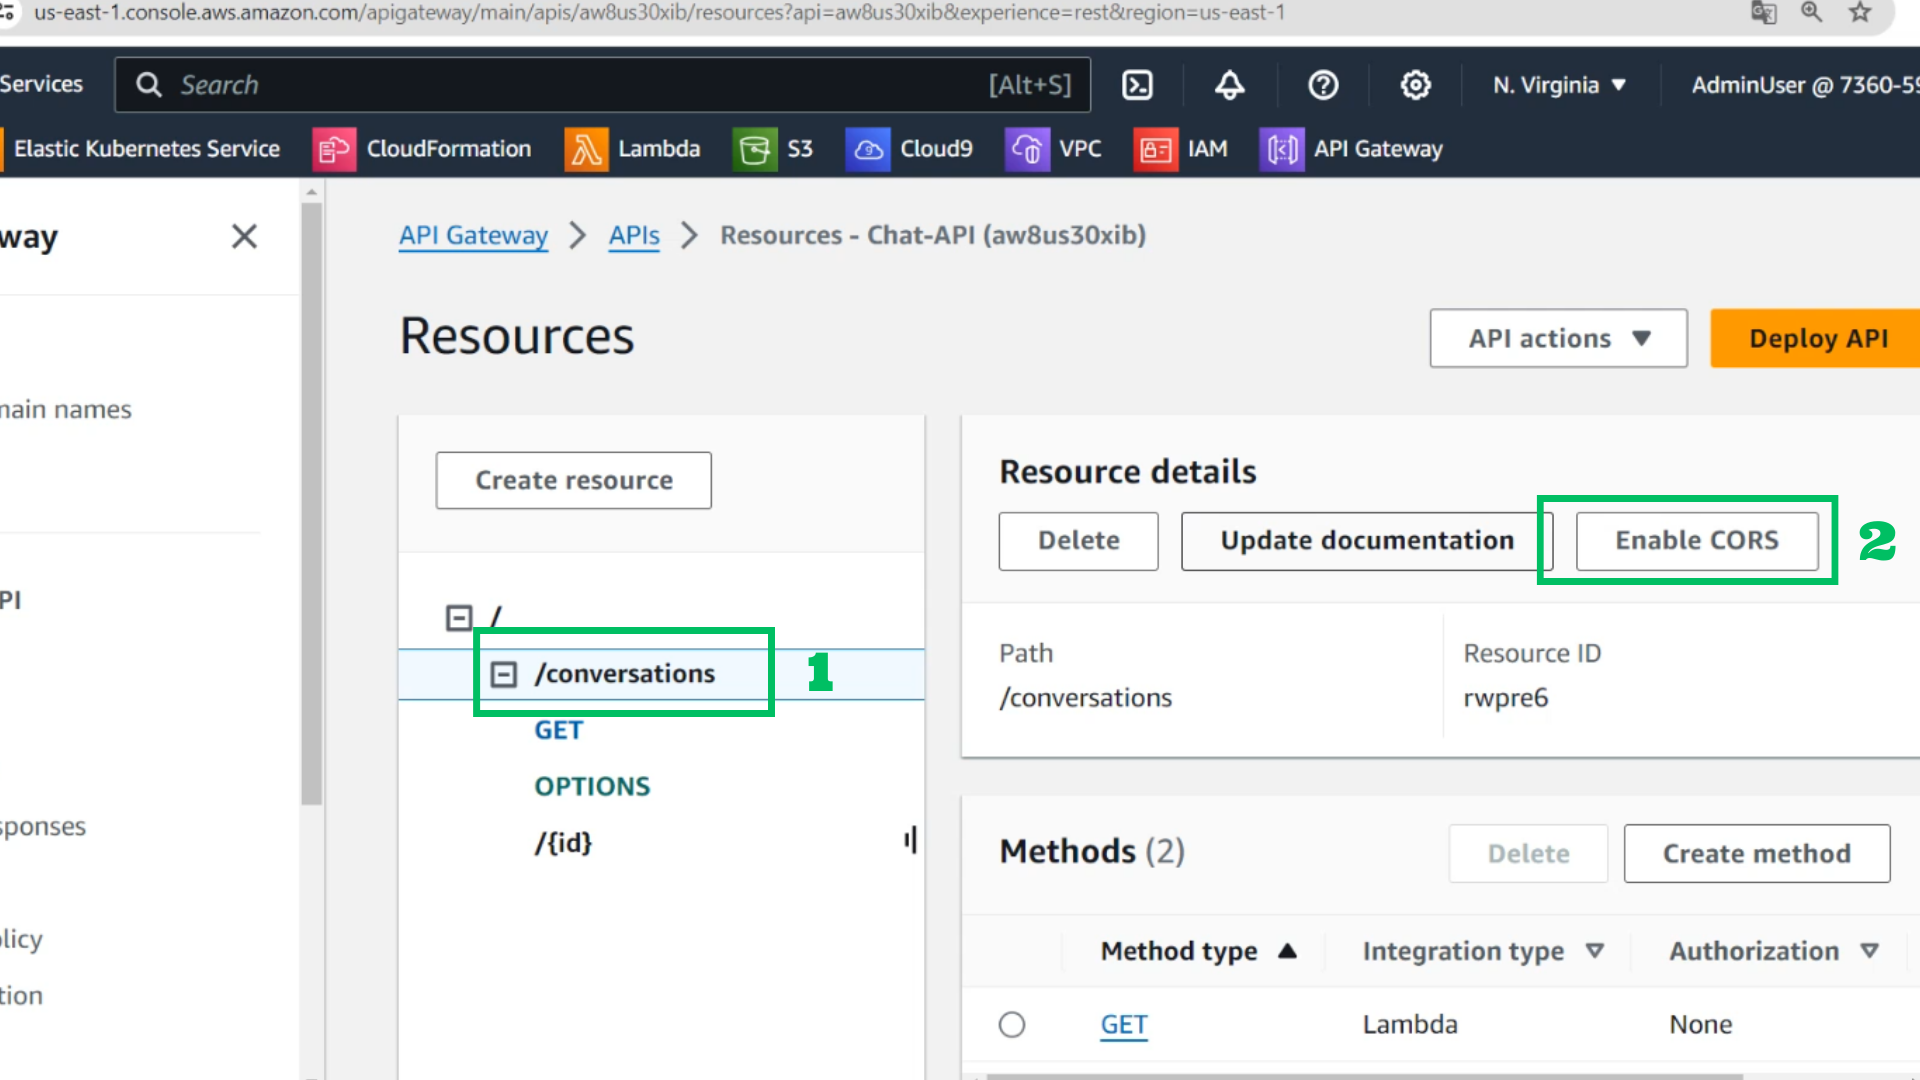 us-east-1.console.aws.amazon.com/apigateway/main/apis/aw8us30xib/resources?api=aw8us30xib&experience=rest&region=us-east-1
Services
Search
[Alt+S]
N. Virginia ▼
AdminUser @ 7360-59
Elastic Kubernetes Service
CloudFormation
Lambda
S3
Cloud9
VPC
IAM
API Gateway
way
API Gateway > APIs > Resources - Chat-API (aw8us30xib)
Resources
API actions ▼
Deploy API
main names
PI
sponses
olicy
tion
Create resource
/
/conversations
1
GET
OPTIONS
/{id}
Resource details
Delete
Update documentation
Enable CORS
2
Path
/conversations
Resource ID
rwpre6
Methods (2)
Delete
Create method
Method type ▲
Integration type ▽
Authorization ▽
GET
Lambda
None